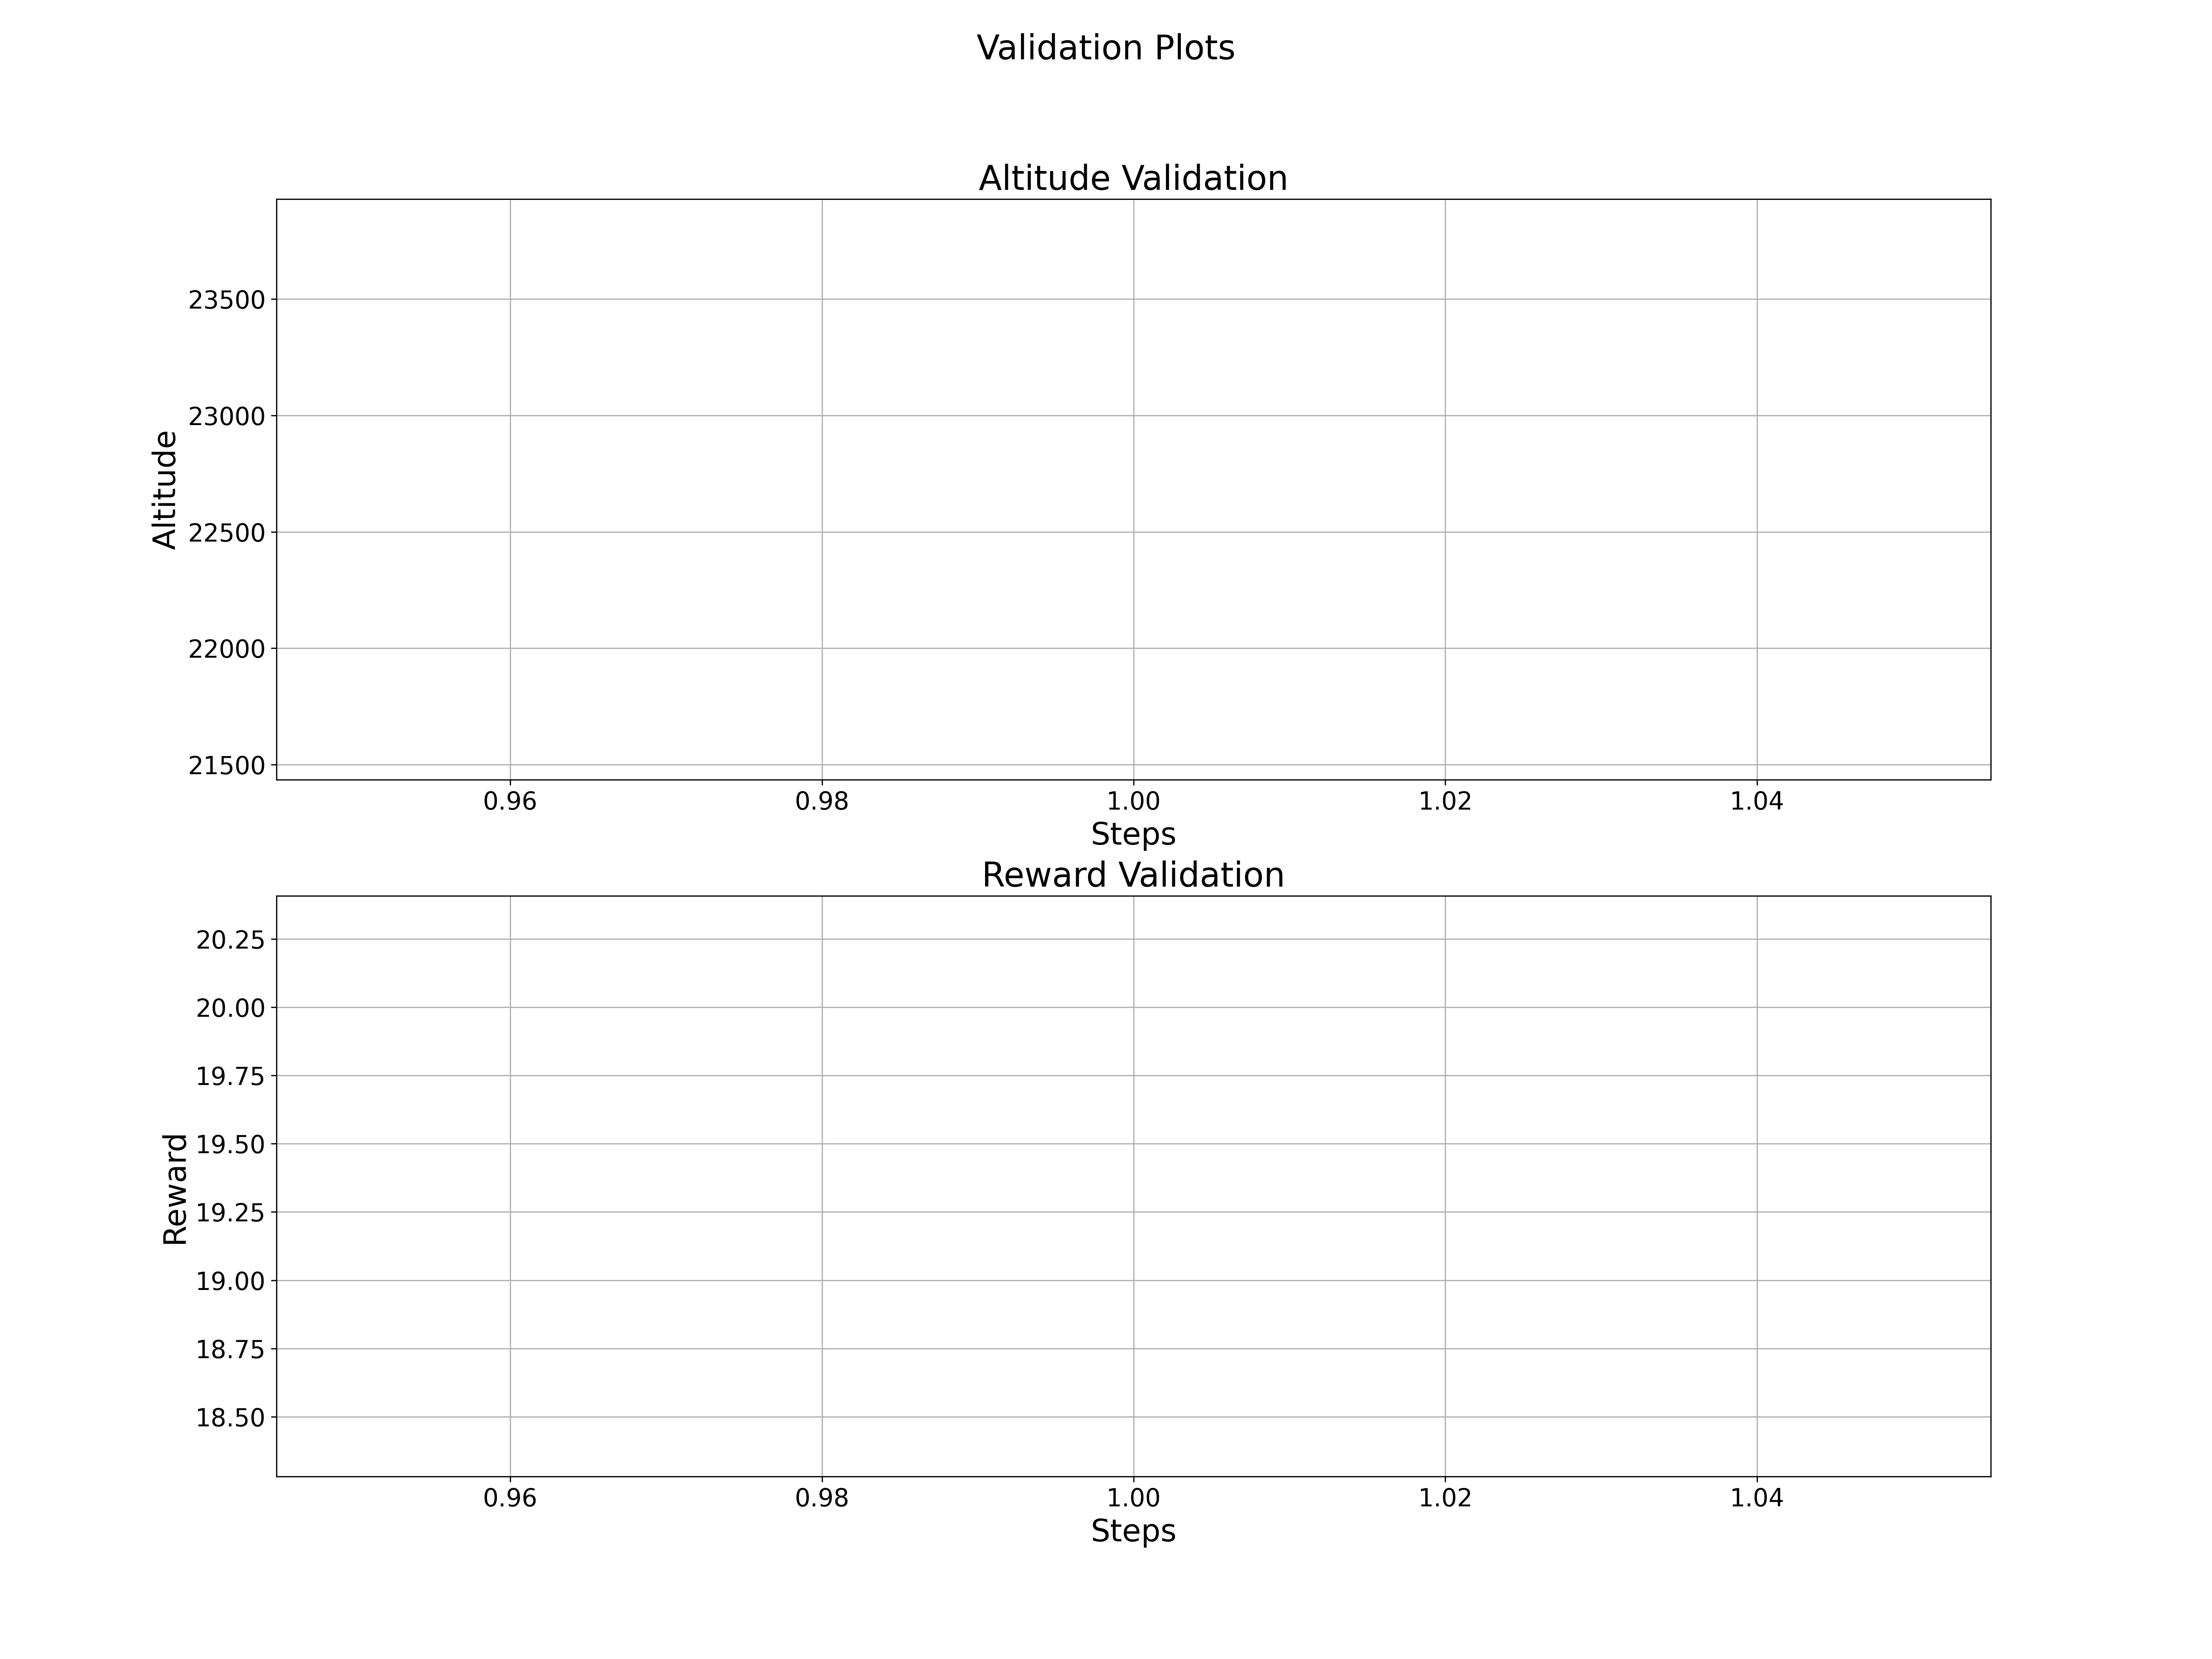 Validation Plots
Altitude Validation
Altitude
23500
23000
22500
22000
21500
0.96 0.98 1.00 1.02 1.04
Steps
Reward Validation
Reward
20.25
20.00
19.75
19.50
19.25
19.00
18.75
18.50
0.96 0.98 1.00 1.02 1.04
Steps